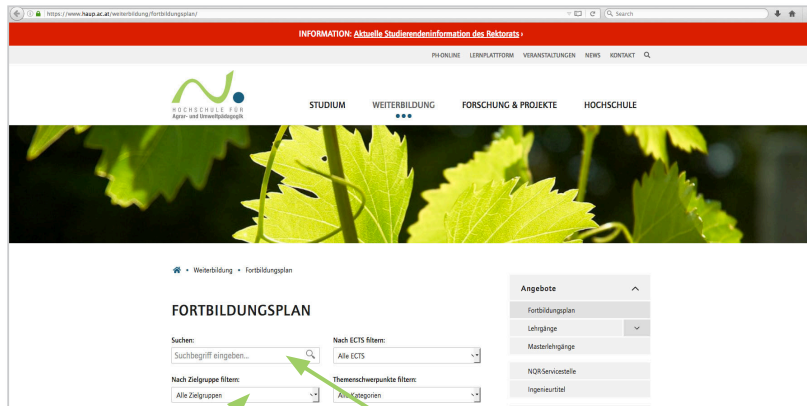 https://www.haup.ac.at/weiterbildung/fortbildungsplan/
Search
INFORMATION: Aktuelle Studierendeninformation des Rektorats ›
PH-ONLINE LERNPLATTFORM VERANSTALTUNGEN NEWS KONTAKT
HOCHSCHULE FÜR
Agrar- und Umweltpädagogik
STUDIUM WEITERBILDUNG FORSCHUNG & PROJEKTE HOCHSCHULE
• Weiterbildung • Fortbildungsplan
FORTBILDUNGSPLAN
Suchen:
Suchbegriff eingeben...
Nach ECTS filtern:
Alle ECTS
Nach Zielgruppe filtern:
Alle Zielgruppen
Themenschwerpunkte filtern:
Alle Kategorien
Angebote
Fortbildungsplan
Lehrgänge
Masterlehrgänge
NQR-Servicestelle
Ingenieurtitel